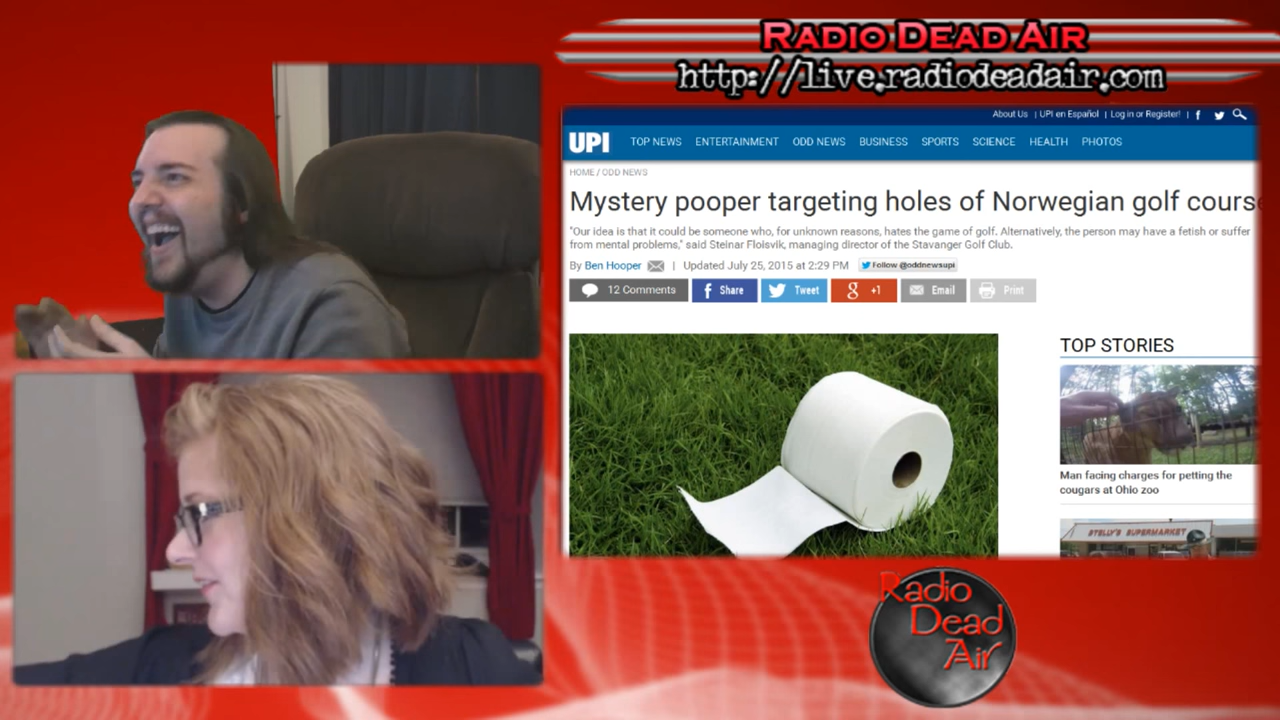 RADIO DEAD AIR
http://live.radiodeadair.com
About Us | UPI en Español | Log in or Register! |
UPI TOP NEWS ENTERTAINMENT ODD NEWS BUSINESS SPORTS SCIENCE HEALTH PHOTOS
HOME / ODD NEWS
Mystery pooper targeting holes of Norwegian golf course
"Our idea is that it could be someone who, for unknown reasons, hates the game of golf. Alternatively, the person may have a fetish or suffer
from mental problems," said Steinar Floisvik, managing director of the Stavanger Golf Club.
By Ben Hooper | Updated July 25, 2015 at 2:29 PM Follow @oddnewsupi
12 Comments Share Tweet +1 Email Print
TOP STORIES
Man facing charges for petting the
cougars at Ohio zoo
STELLY'S SUPERMARKET
Radio
Dead
Air